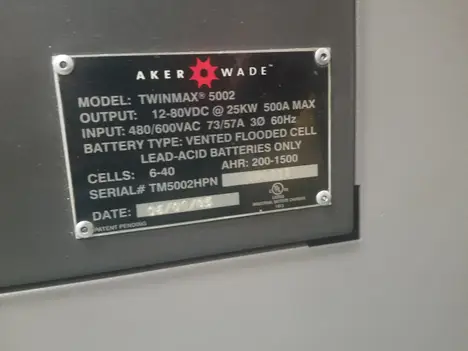 AKER WADE™
MODEL: TWINMAX® 5002
OUTPUT: 12-80VDC @ 25KW 500A MAX
INPUT: 480/600VAC 73/57A 3Ø 60Hz
BATTERY TYPE: VENTED FLOODED CELL
LEAD-ACID BATTERIES ONLY
CELLS: 6-40 AHR: 200-1500
SERIAL# TM5002HPN
DATE:
PATENT PENDING